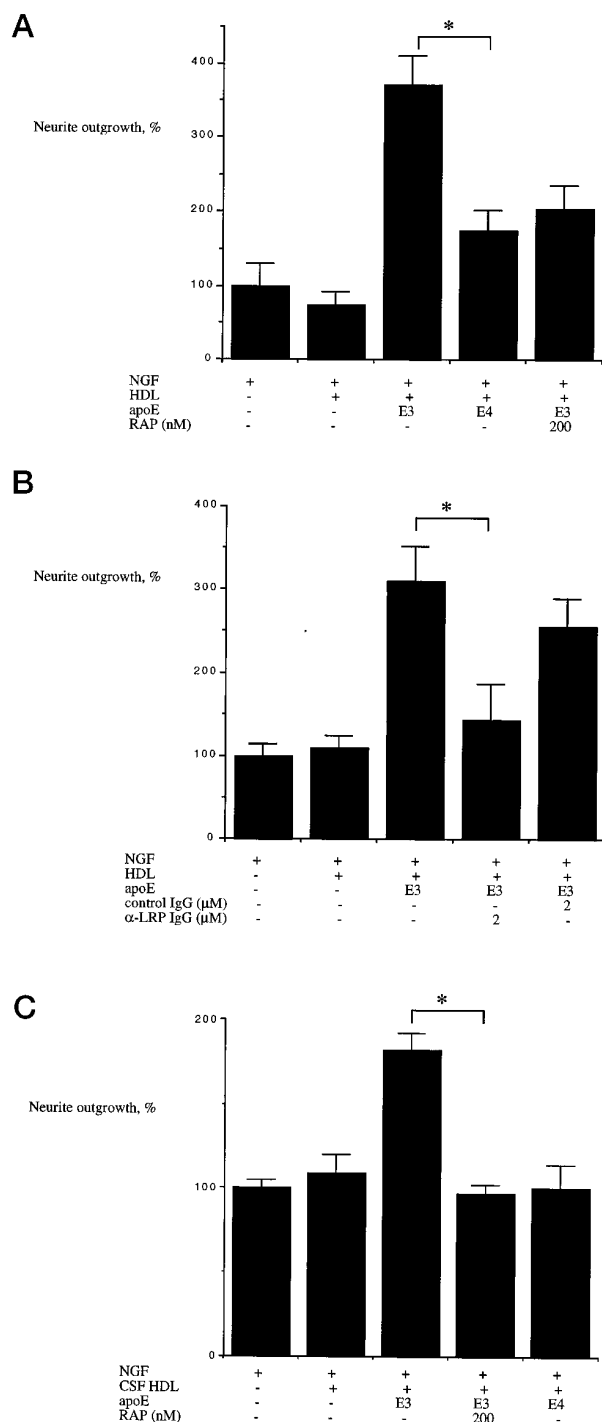 A
*
400
Neurite outgrowth, %
300
200
100
0
NGF + + + + +
HDL - + + + +
apoE - - E3 E4 E3
RAP (nM) - - - - 200
B
400
*
Neurite outgrowth, %
300
200
100
0
NGF + + + + +
HDL - + + + +
apoE - - E3 E3 E3
control IgG (µM) - - - - 2
α-LRP IgG (µM) - - - 2 -
C
*
200
Neurite outgrowth, %
100
0
NGF + + + + +
CSF HDL - + + + +
apoE - - E3 E3 E4
RAP (nM) - - - 200 -